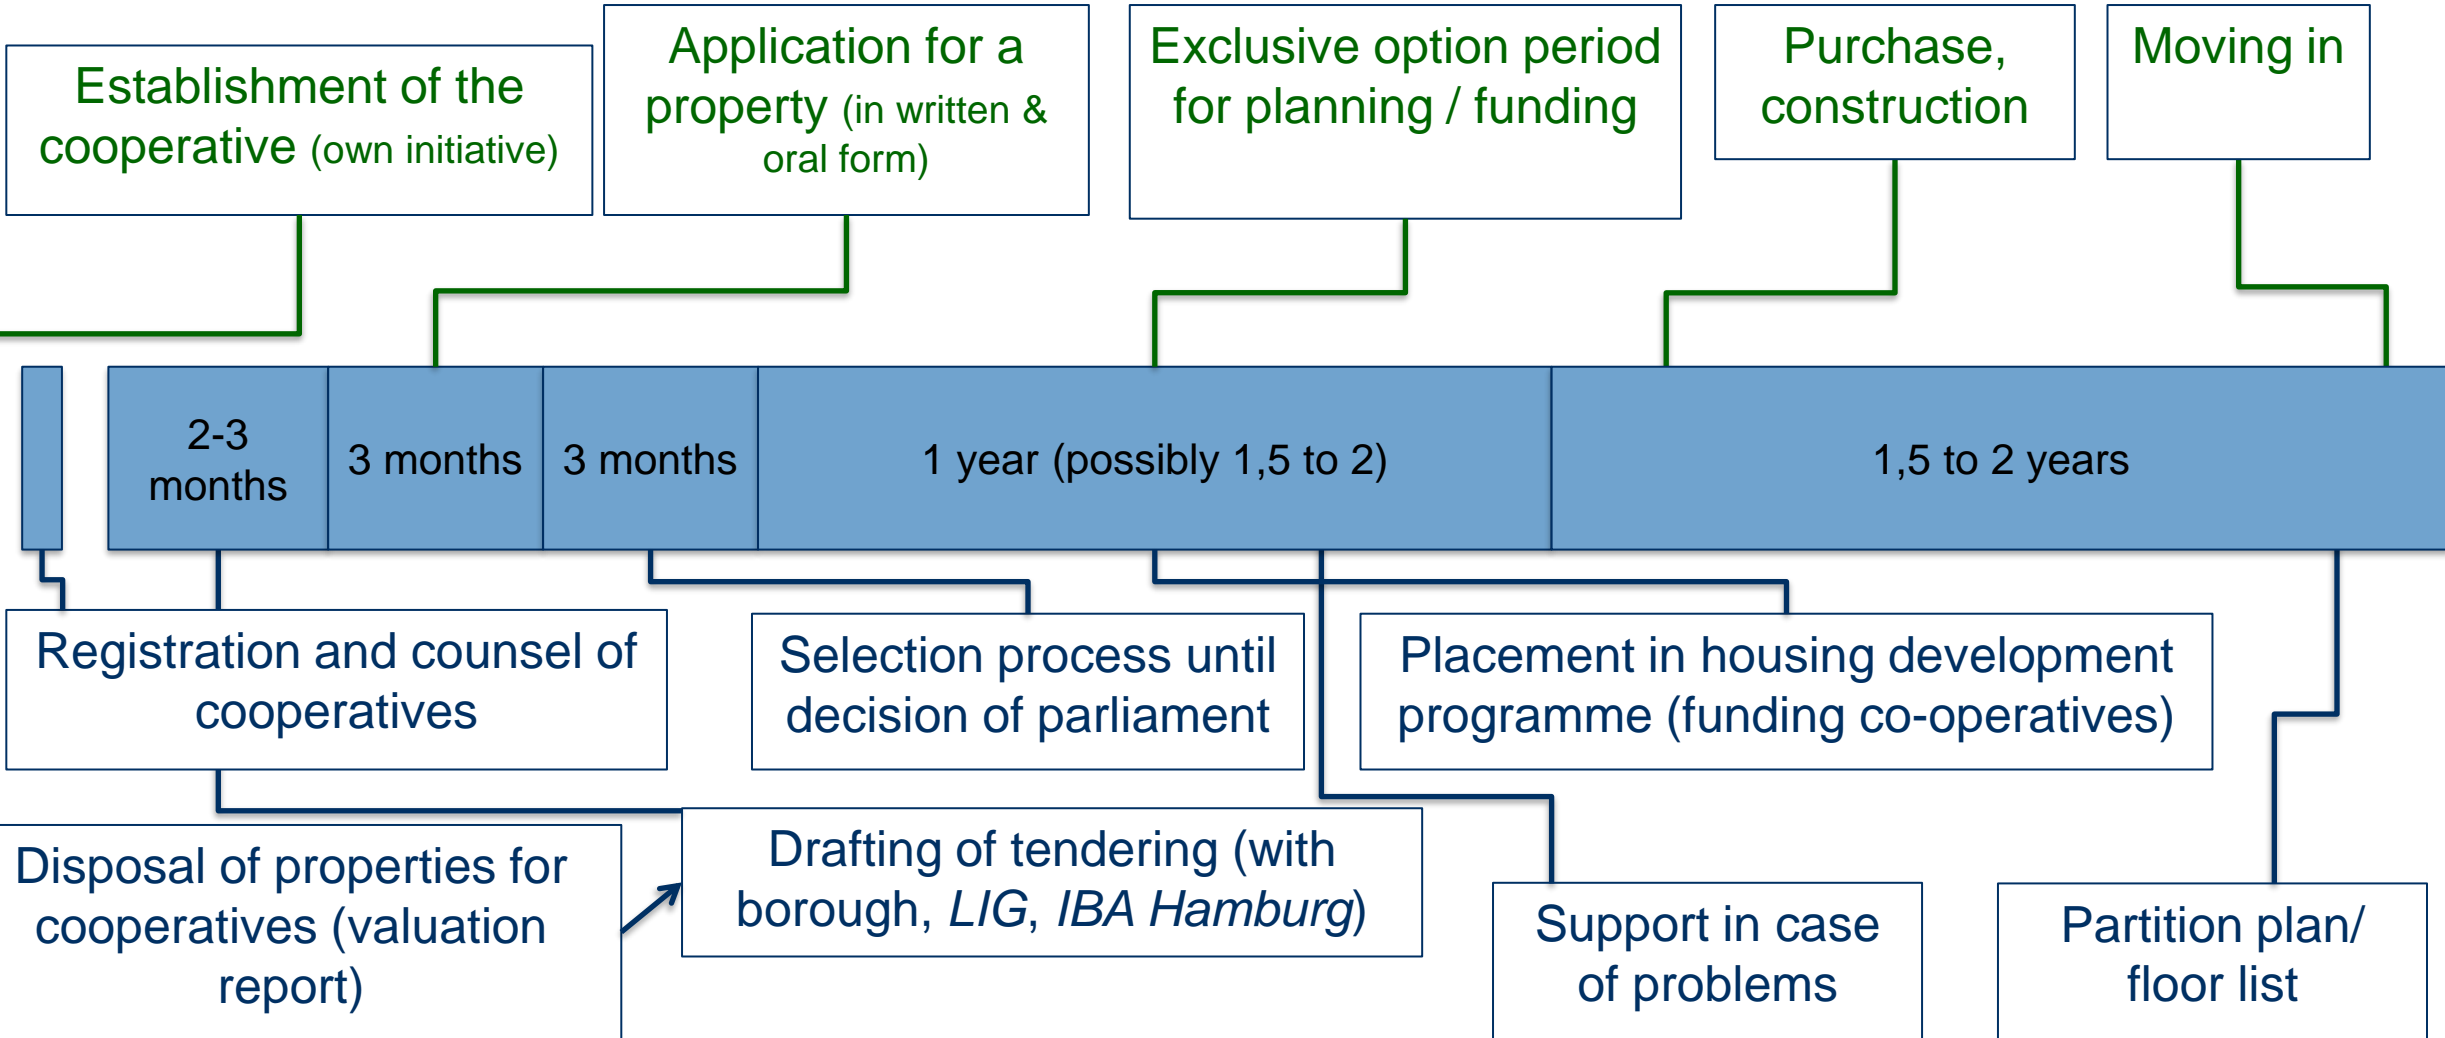 Establishment of the
cooperative (own initiative)
Application for a
property (in written &
oral form)
Exclusive option period
for planning / funding
Purchase,
construction
Moving in
2-3
months
3 months
3 months
1 year (possibly 1,5 to 2)
1,5 to 2 years
Registration and counsel of
cooperatives
Selection process until
decision of parliament
Placement in housing development
programme (funding co-operatives)
Disposal of properties for
cooperatives (valuation
report)
Drafting of tendering (with
borough, LIG, IBA Hamburg)
Support in case
of problems
Partition plan/
floor list